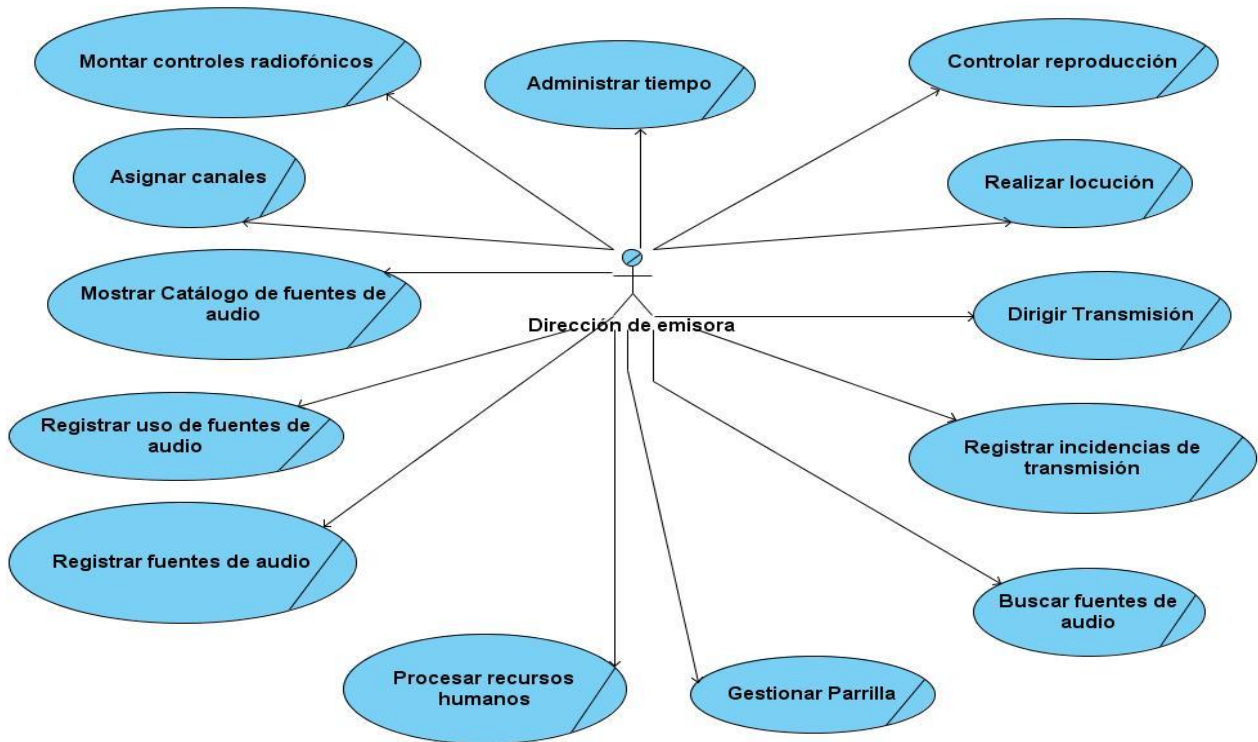 Montar controles radiofónicos
Administrar tiempo
Controlar reproducción
Asignar canales
Realizar locución
Mostrar Catálogo de fuentes de
audio
Dirección de emisora
Dirigir Transmisión
Registrar uso de fuentes de
audio
Registrar incidencias de
transmisión
Registrar fuentes de audio
Buscar fuentes de
audio
Procesar recursos
humanos
Gestionar Parrilla